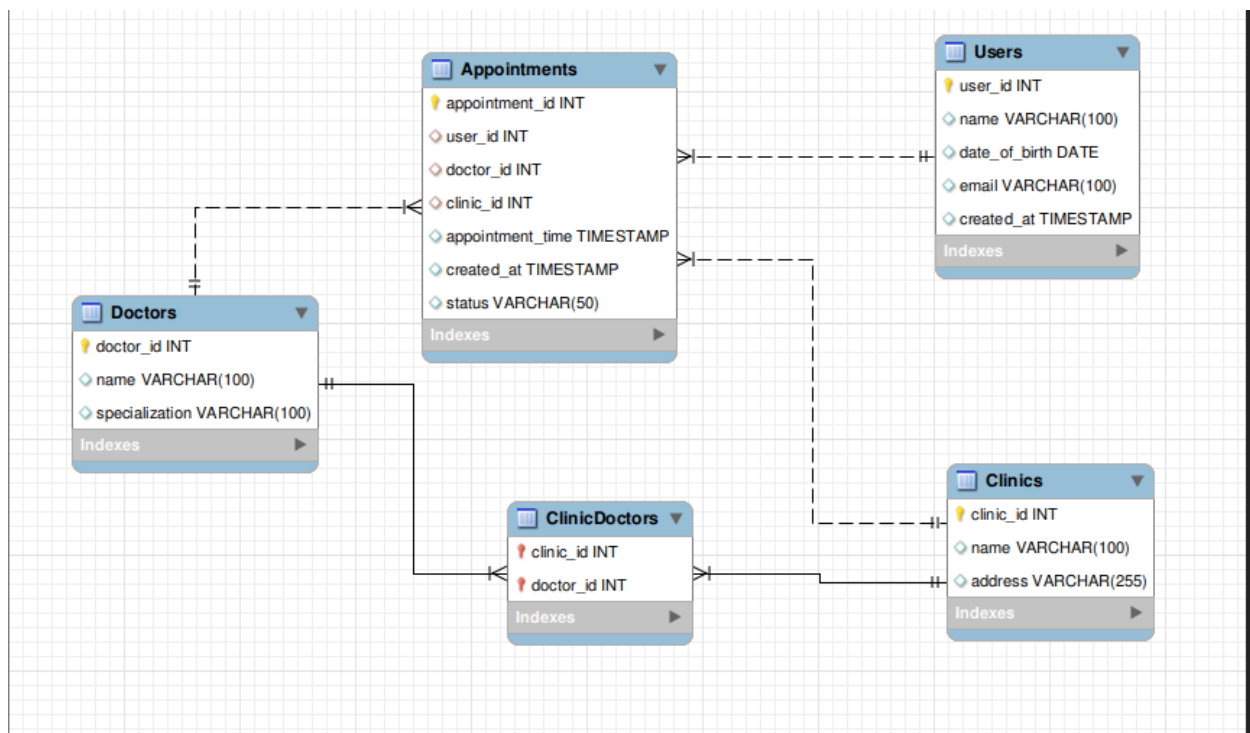 Appointments
appointment_id INT
user_id INT
doctor_id INT
clinic_id INT
appointment_time TIMESTAMP
created_at TIMESTAMP
status VARCHAR(50)
Indexes
Users
user_id INT
name VARCHAR(100)
date_of_birth DATE
email VARCHAR(100)
created_at TIMESTAMP
Indexes
Doctors
doctor_id INT
name VARCHAR(100)
specialization VARCHAR(100)
Indexes
ClinicDoctors
clinic_id INT
doctor_id INT
Indexes
Clinics
clinic_id INT
name VARCHAR(100)
address VARCHAR(255)
Indexes